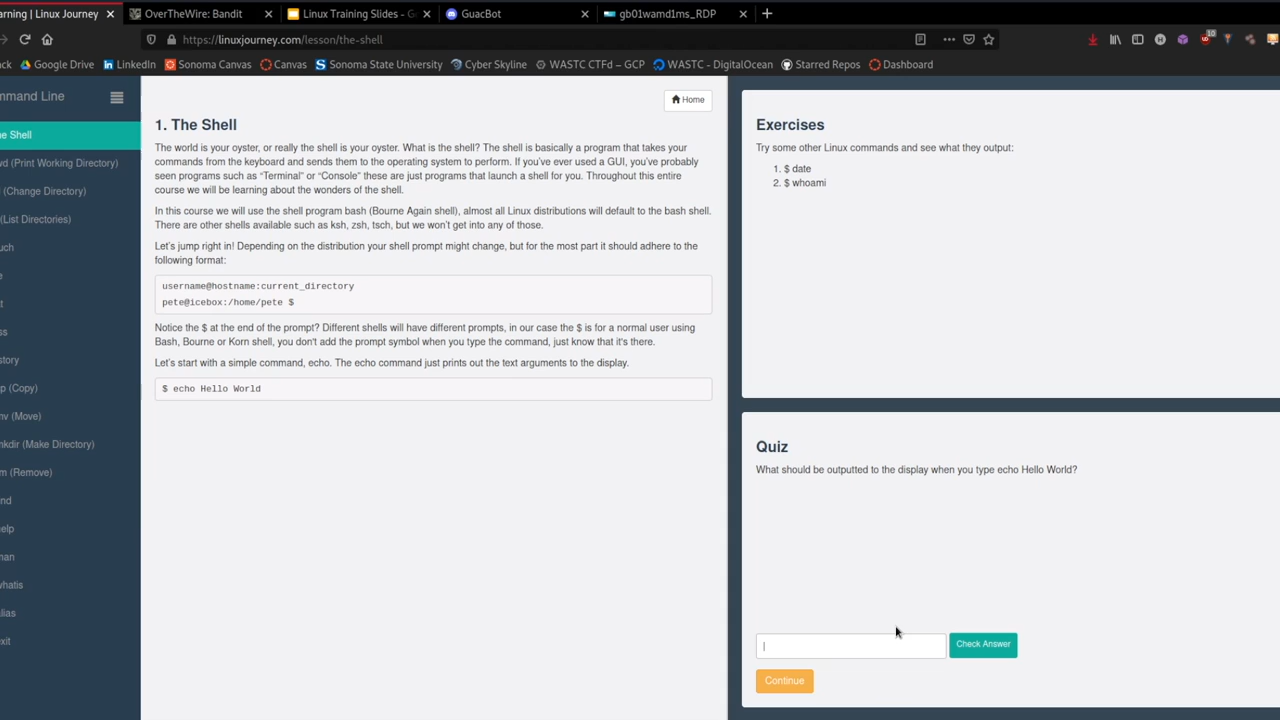 arning | Linux Journey
OverTheWire: Bandit
Linux Training Slides - G
GuacBot
gb01wamd1ms_RDP
https://linuxjourney.com/lesson/the-shell
10
ck
Google Drive
LinkedIn
Sonoma Canvas
Canvas
Sonoma State University
Cyber Skyline
WASTC CTFd – GCP
WASTC - DigitalOcean
Starred Repos
Dashboard
mmand Line
e Shell
vd (Print Working Directory)
(Change Directory)
(List Directories)
uch
e
t
ss
story
p (Copy)
nv (Move)
nkdir (Make Directory)
m (Remove)
nd
elp
man
whatis
lias
xit
Home
1. The Shell
The world is your oyster, or really the shell is your oyster. What is the shell? The shell is basically a program that takes your
commands from the keyboard and sends them to the operating system to perform. If you've ever used a GUI, you've probably
seen programs such as “Terminal” or “Console” these are just programs that launch a shell for you. Throughout this entire
course we will be learning about the wonders of the shell.
In this course we will use the shell program bash (Bourne Again shell), almost all Linux distributions will default to the bash shell.
There are other shells available such as ksh, zsh, tsch, but we won't get into any of those.
Let's jump right in! Depending on the distribution your shell prompt might change, but for the most part it should adhere to the
following format:
username@hostname:current_directory
pete@icebox:/home/pete $
Notice the $ at the end of the prompt? Different shells will have different prompts, in our case the $ is for a normal user using
Bash, Bourne or Korn shell, you don't add the prompt symbol when you type the command, just know that it's there.
Let's start with a simple command, echo. The echo command just prints out the text arguments to the display.
$ echo Hello World
Exercises
Try some other Linux commands and see what they output:
1. $ date
2. $ whoami
Quiz
What should be outputted to the display when you type echo Hello World?
Check Answer
Continue